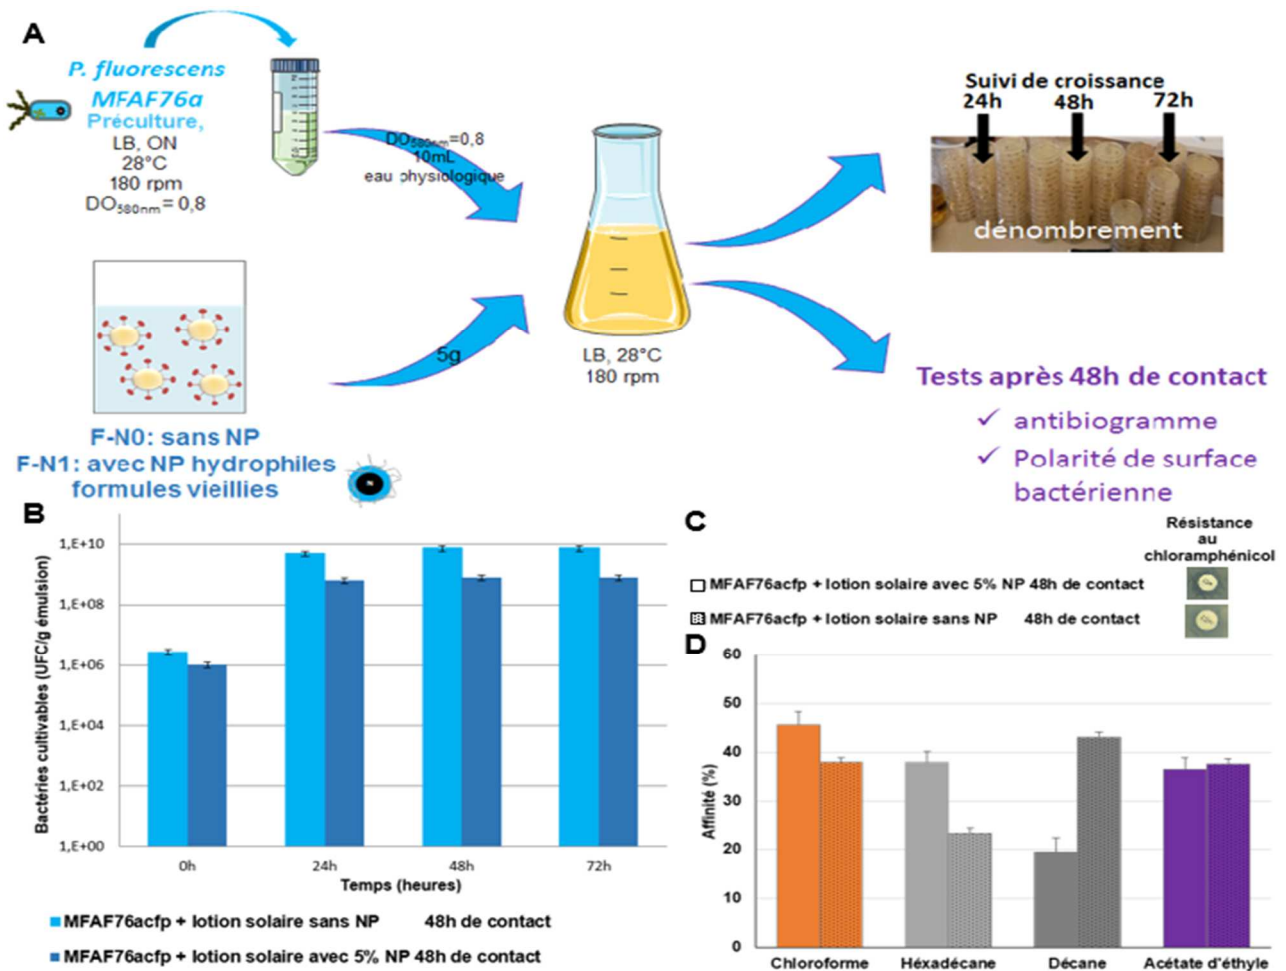 A
P. fluorescens
MFAF76a
Préculture,
LB, ON
28°C
180 rpm
DO580nm = 0,8
DO580nm=0,8
10mL
eau physiologique
5g
F-N0: sans NP
F-N1: avec NP hydrophiles
formules vieillies
N
LB, 28°C
180 rpm
Suivi de croissance
24h 48h 72h
dénombrement
Tests après 48h de contact
✓ antibiogramme
✓ Polarité de surface
bactérienne
B
Bactéries cultivables (UFC/g émulsion)
1,E+10
1,E+08
1,E+06
1,E+04
1,E+02
1,E+00
0h 24h 48h 72h
Temps (heures)
MFAF76acfp + lotion solaire sans NP 48h de contact
MFAF76acfp + lotion solaire avec 5% NP 48h de contact
C
Résistance
au
chloramphénicol
MFAF76acfp + lotion solaire avec 5% NP 48h de contact
MFAF76acfp + lotion solaire sans NP 48h de contact
D
Affinité (%)
60
50
40
30
20
10
0
Chloroforme Héxadécane Décane Acétate d'éthyle